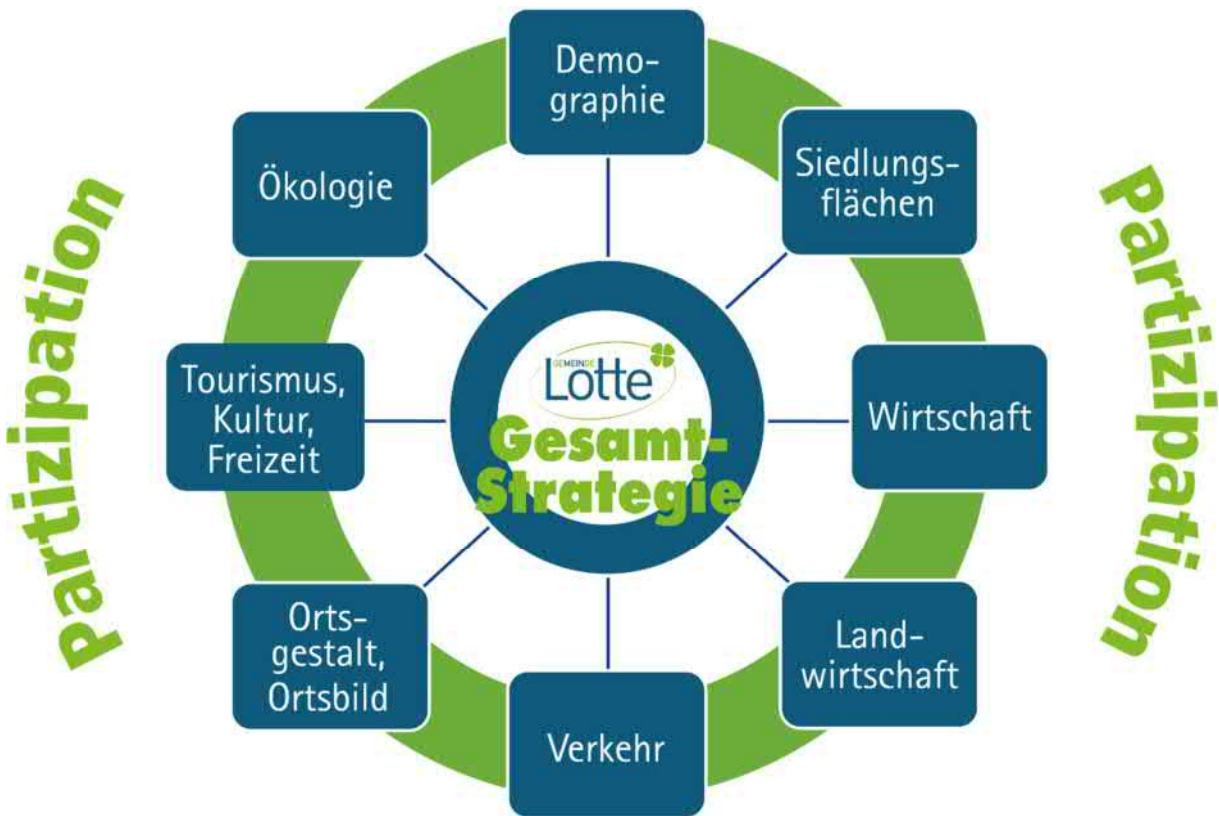 Demo-
graphie
Siedlungs-
flächen
Wirtschaft
Land-
wirtschaft
Verkehr
Orts-
gestalt,
Ortsbild
Tourismus,
Kultur,
Freizeit
Ökologie
GEMEINDE
Lotte
Gesamt-
Strategie
Partizipation
Partizipation